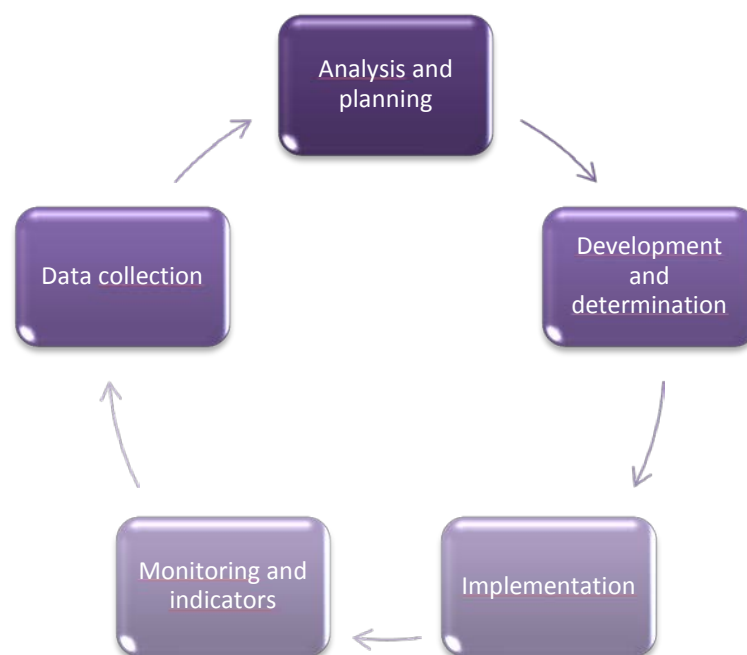 Analysis and
planning
Development
and
determination
Implementation
Monitoring and
indicators
Data collection